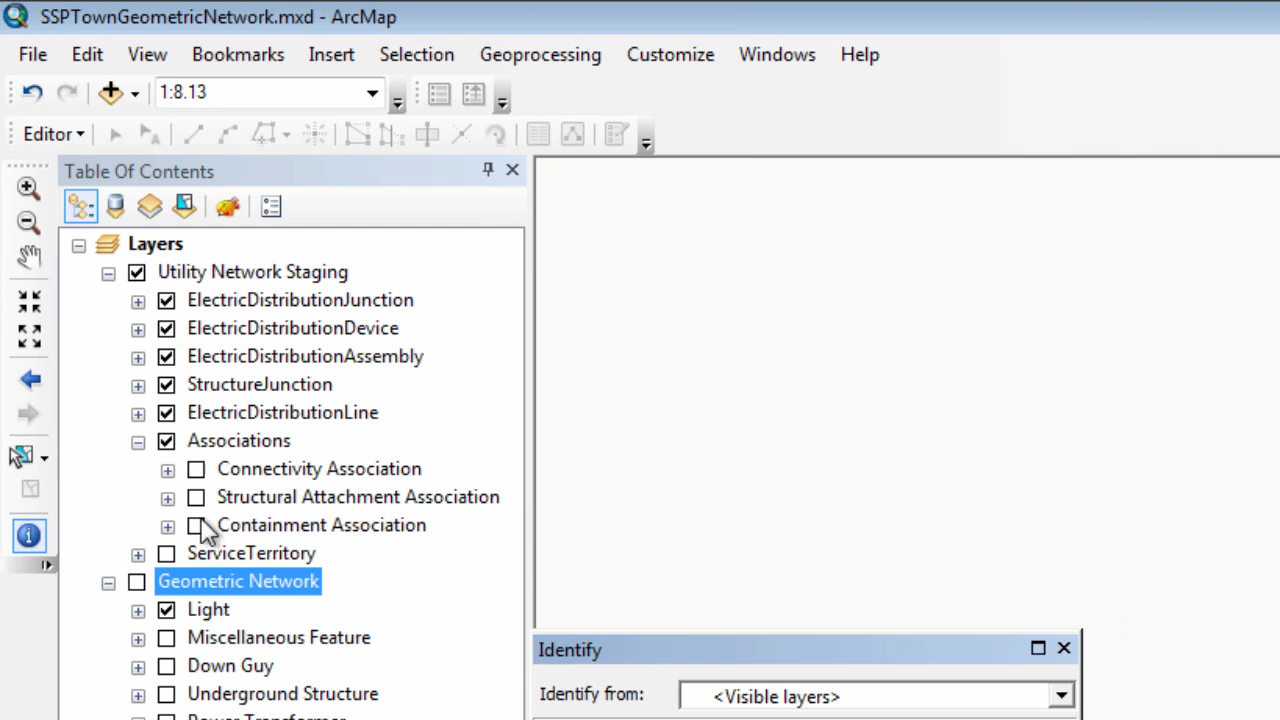 SSPTownGeometricNetwork.mxd - ArcMap
File Edit View Bookmarks Insert Selection Geoprocessing Customize Windows Help
1:8.13
Editor
Table Of Contents
Layers
Utility Network Staging
ElectricDistributionJunction
ElectricDistributionDevice
ElectricDistributionAssembly
StructureJunction
ElectricDistributionLine
Associations
Connectivity Association
Structural Attachment Association
Containment Association
ServiceTerritory
Geometric Network
Light
Miscellaneous Feature
Down Guy
Underground Structure
Power Transformer
Identify
Identify from: <Visible layers>